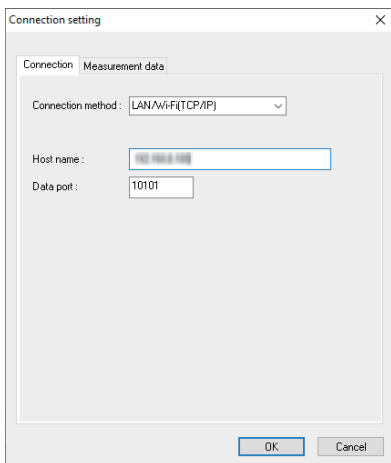 Connection setting
Connection Measurement data
Connection method : LAN/Wi-Fi(TCP/IP)
Host name :
Data port : 10101
OK Cancel